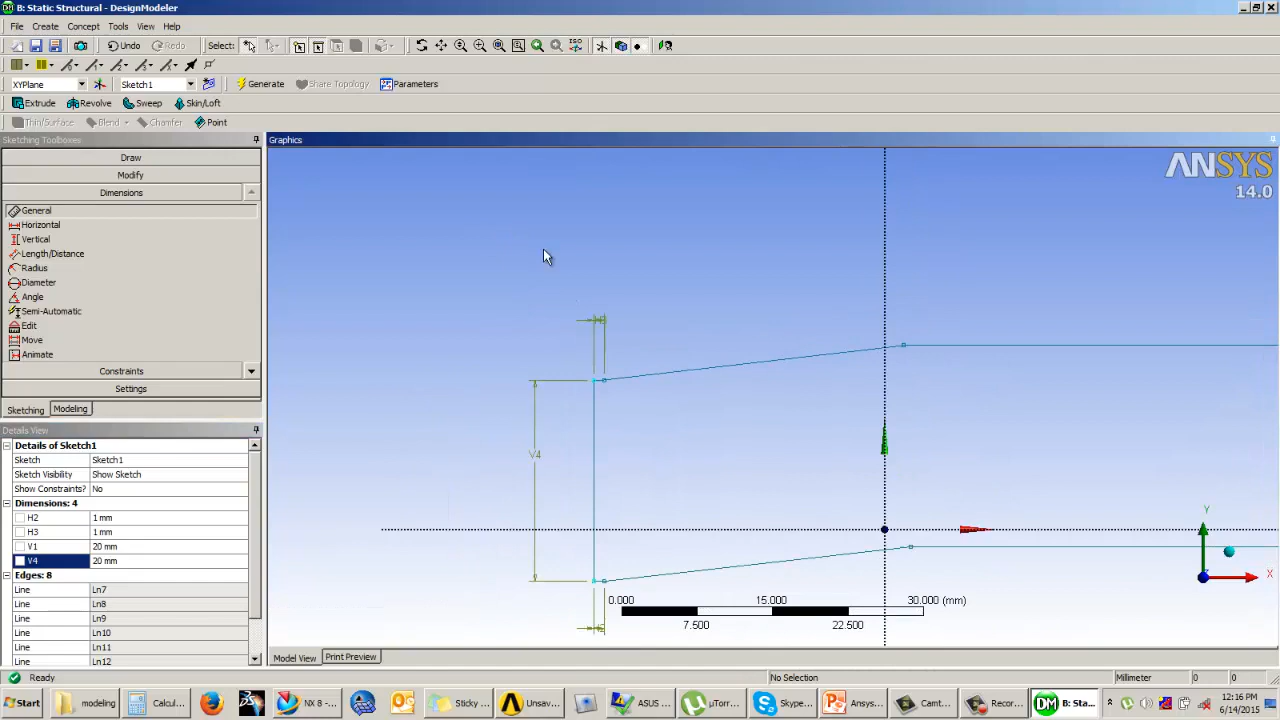 B: Static Structural - DesignModeler
File Create Concept Tools View Help
Undo Redo Select: ISO
XYPlane Sketch1 Generate Share Topology Parameters
Extrude Revolve Sweep Skin/Loft
Thin/Surface Blend Chamfer Point
Sketching Toolboxes
Draw
Modify
Dimensions
General
Horizontal
Vertical
Length/Distance
Radius
Diameter
Angle
Semi-Automatic
Edit
Move
Animate
Constraints
Settings
Sketching Modeling
Details View
Details of Sketch1
Sketch Sketch1
Sketch Visibility Show Sketch
Show Constraints? No
Dimensions: 4
H2 1 mm
H3 1 mm
V1 20 mm
V4 20 mm
Edges: 8
Line Ln7
Line Ln8
Line Ln9
Line Ln10
Line Ln11
Line Ln12
Graphics
ANSYS
14.0
V4
Y
X
0.000 15.000 30.000 (mm)
7.500 22.500
Model View Print Preview
Ready No Selection Millimeter 0 0
Start modeling Calcul... NX 8 -... Sticky ... Unsav... ASUS ... µTorr... Skype... Ansys... Camt... Recor... B: Sta... 12:16 PM
6/14/2015